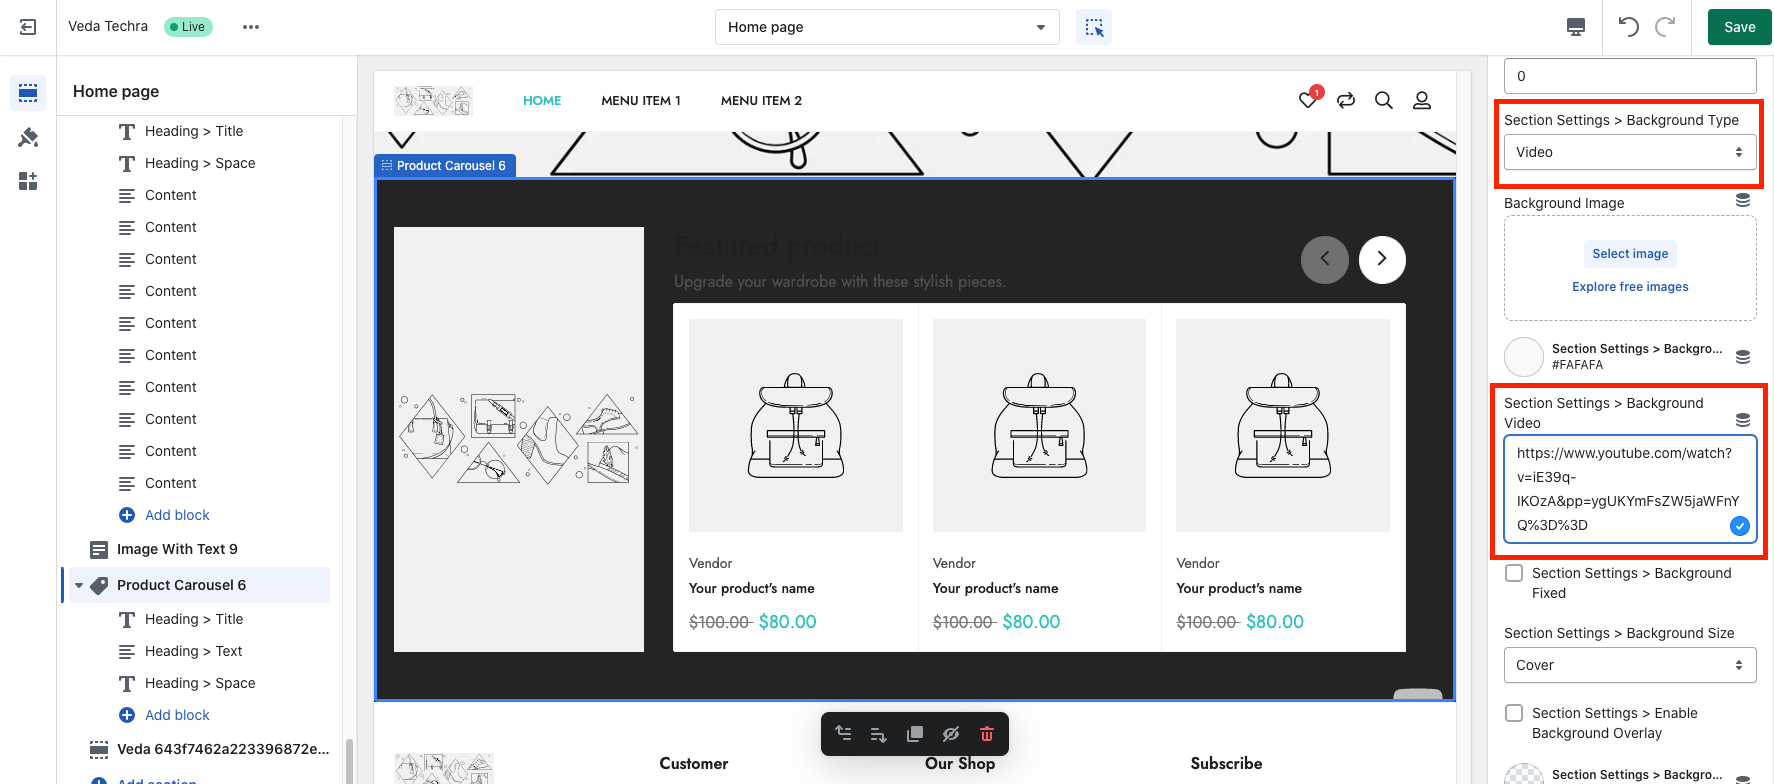 Veda Techra
Live
Home page
Save
Home page
Heading > Title
Heading > Space
Content
Content
Content
Content
Content
Content
Content
Content
Content
Content
Add block
Image With Text 9
Product Carousel 6
Heading > Title
Heading > Text
Heading > Space
Add block
Veda 643f7462a223396872e...
Add section
HOME
MENU ITEM 1
MENU ITEM 2
1
Product Carousel 6
Featured product
Upgrade your wardrobe with these stylish pieces.
Vendor
Your product's name
$100.00 $80.00
Vendor
Your product's name
$100.00 $80.00
Vendor
Your product's name
$100.00 $80.00
Customer
Our Shop
Subscribe
0
Section Settings > Background Type
Video
Background Image
Select image
Explore free images
Section Settings > Backgro...
#FAFAFA
Section Settings > Background
Video
https://www.youtube.com/watch?
v=iE39q-
IKOzA&pp=ygUKYmFsZW5jaWFnY
Q%3D%3D
Section Settings > Background
Fixed
Section Settings > Background Size
Cover
Section Settings > Enable
Background Overlay
Section Settings > Backgro...